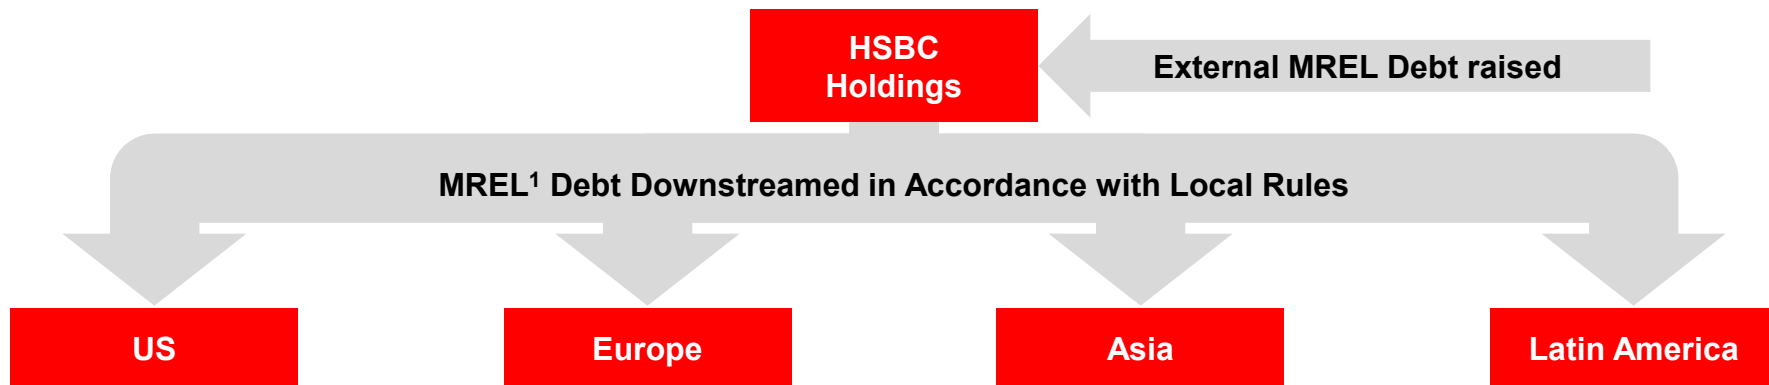 HSBC
Holdings
External MREL Debt raised
MREL¹ Debt Downstreamed in Accordance with Local Rules
US
Europe
Asia
Latin America